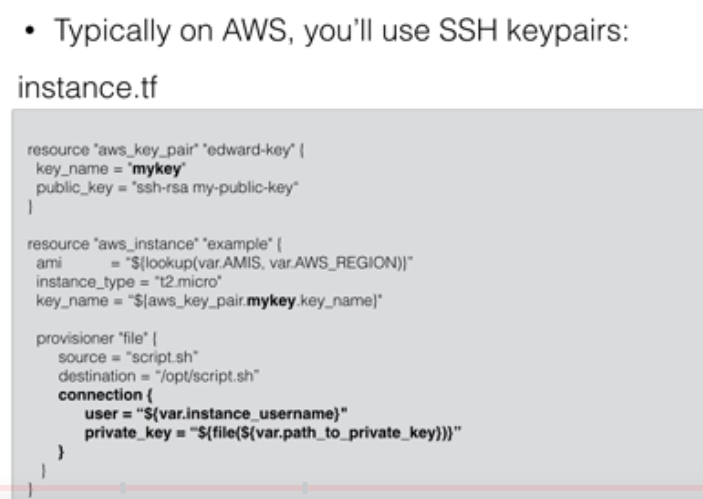 • Typically on AWS, you'll use SSH keypairs:
instance.tf
resource "aws_key_pair" "edward-key" {
key_name = "mykey"
public_key = "ssh-rsa my-public-key"
}
resource "aws_instance" "example" {
ami = "${lookup(var.AMIS, var.AWS_REGION)}"
instance_type = "t2.micro"
key_name = "${aws_key_pair.mykey.key_name}"
provisioner "file" {
source = "script.sh"
destination = "/opt/script.sh"
connection {
user = "${var.instance_username}"
private_key = "${file(${var.path_to_private_key})}"
}
}
}